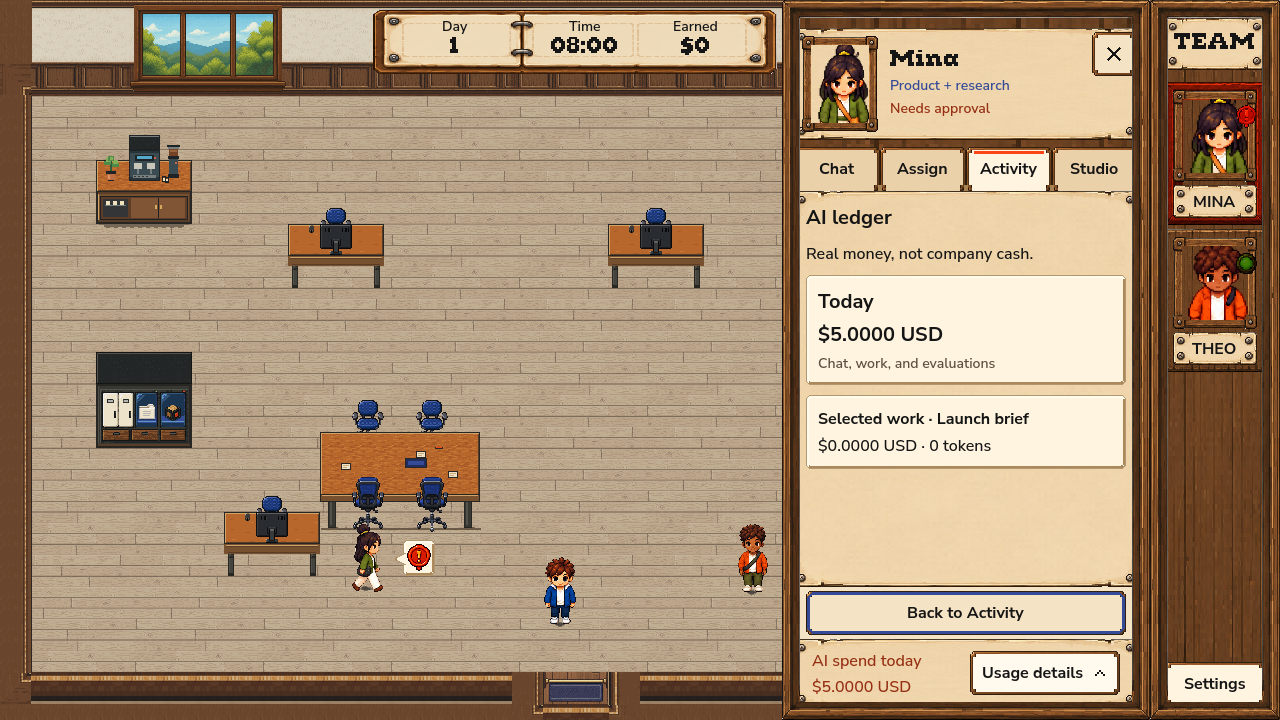 Day
1
Time
08:00
Earned
$0
Mina
Product + research
Needs approval
Chat
Assign
Activity
Studio
AI ledger
Real money, not company cash.
Today
$5.0000 USD
Chat, work, and evaluations
Selected work · Launch brief
$0.0000 USD · 0 tokens
Back to Activity
AI spend today
$5.0000 USD
Usage details
TEAM
MINA
THEO
Settings